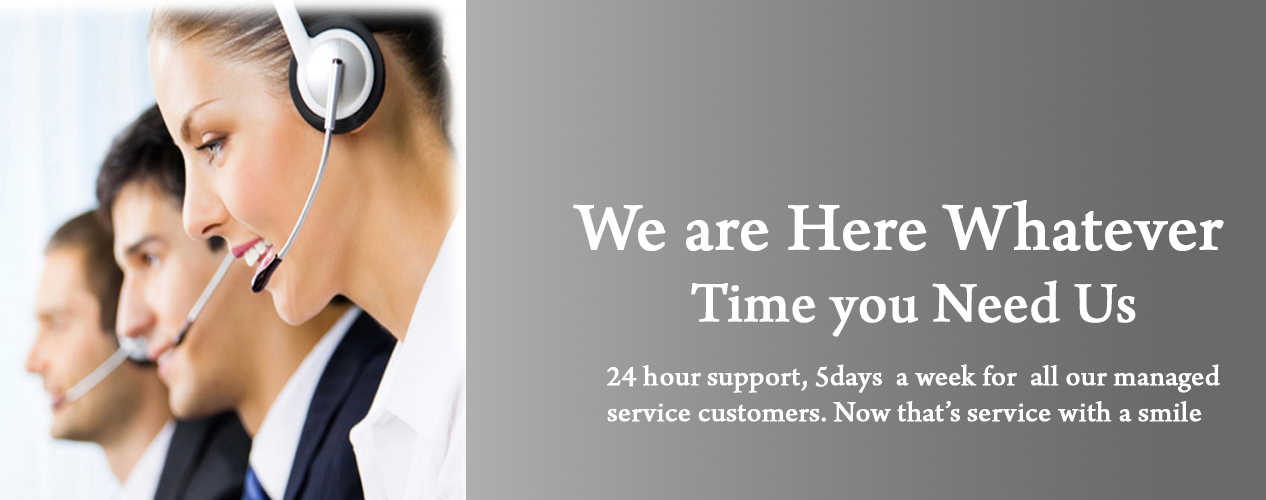 We are Here Whatever
Time you Need Us
24 hour support, 5days  a week for  all our managed
service customers. Now that’s service with a smile